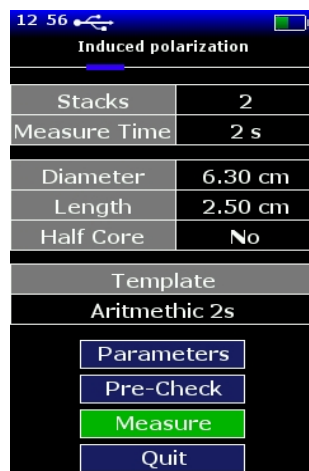 12 56
Induced polarization
Stacks 2
Measure Time 2 s
Diameter 6.30 cm
Length 2.50 cm
Half Core No
Template
Aritmethic 2s
Parameters
Pre-Check
Measure
Quit